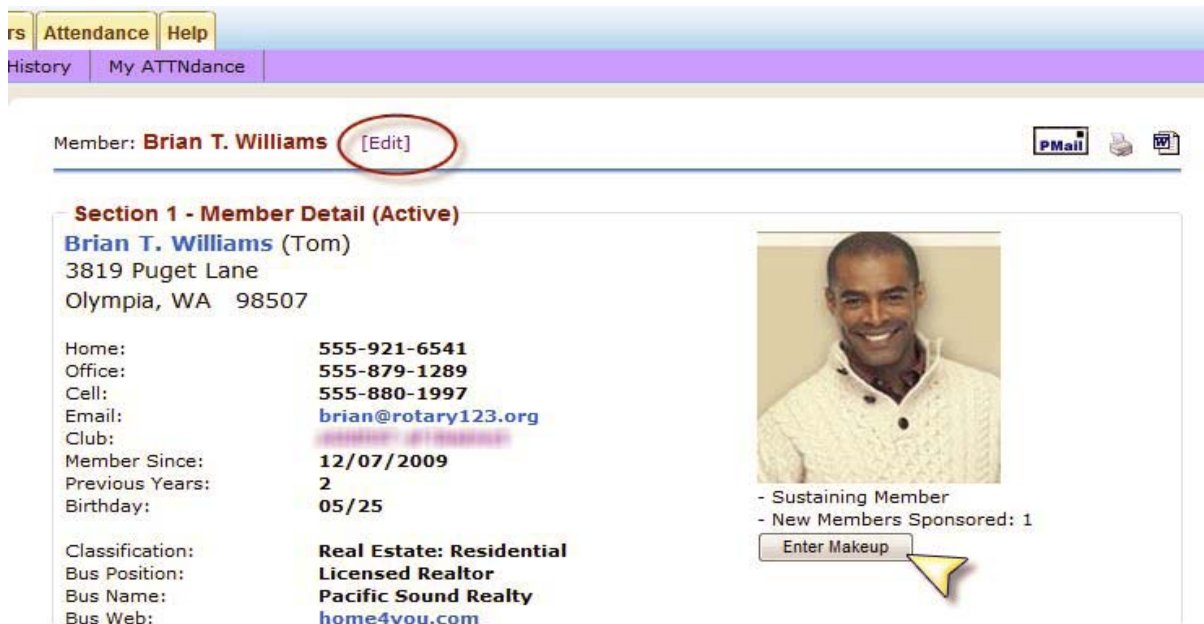 rs Attendance Help
History My ATTNdance
Member: Brian T. Williams [Edit]
PMail
Section 1 - Member Detail (Active)
Brian T. Williams (Tom)
3819 Puget Lane
Olympia, WA 98507
Home: 555-921-6541
Office: 555-879-1289
Cell: 555-880-1997
Email: brian@rotary123.org
Club:
Member Since: 12/07/2009
Previous Years: 2
Birthday: 05/25
- Sustaining Member
- New Members Sponsored: 1
Enter Makeup
Classification: Real Estate: Residential
Bus Position: Licensed Realtor
Bus Name: Pacific Sound Realty
Bus Web: home4you.com